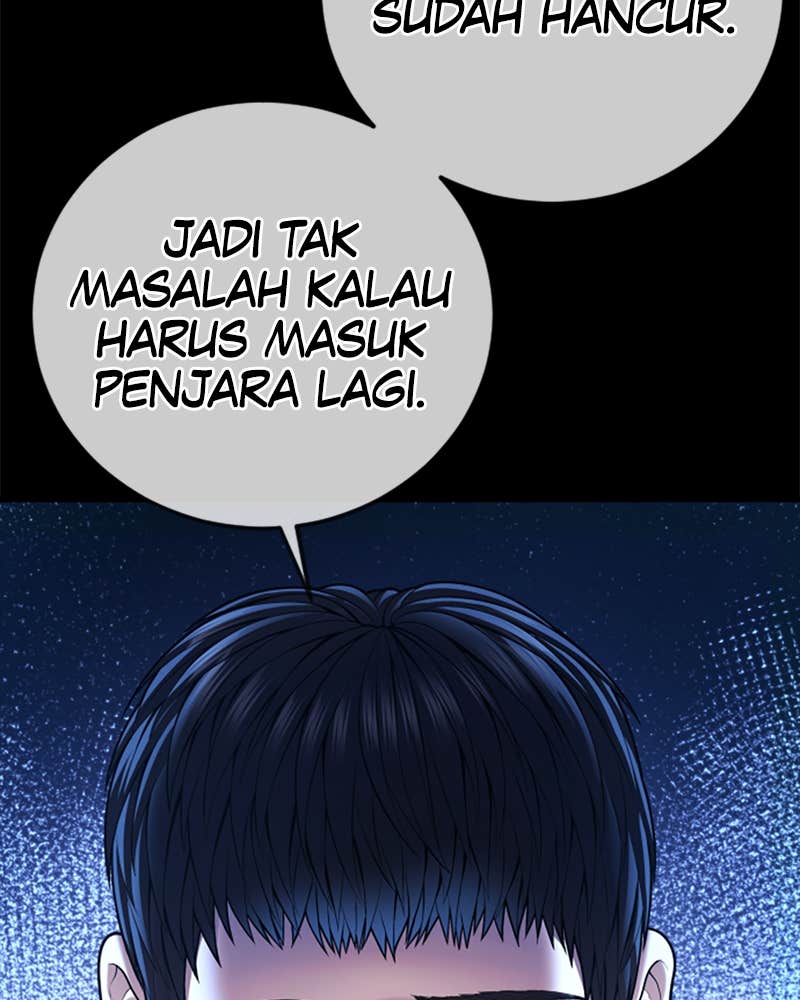 SUDAH HANCUR.
JADI TAK
MASALAH KALAU
HARUS MASUK
PENJARA LAGI.